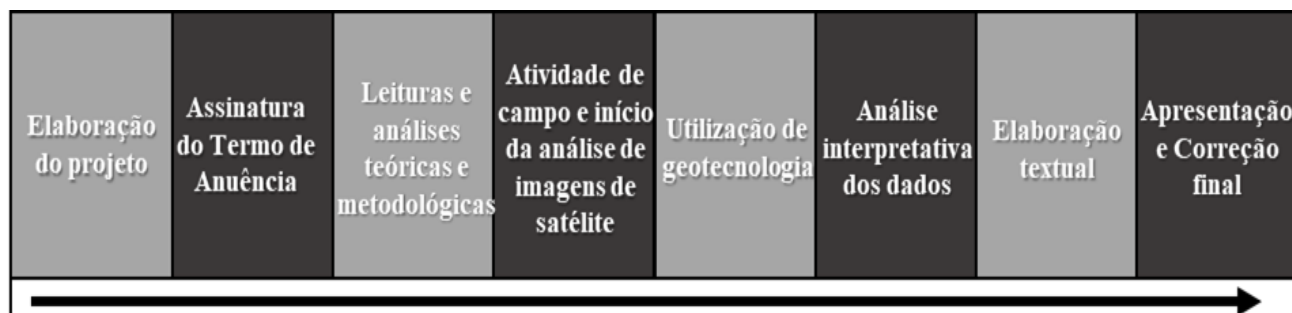 Elaboração
do projeto
Assinatura
do Termo de
Anuência
Leituras e
análises
teóricas e
metodológicas
Atividade de
campo e início
da análise de
imagens de
satélite
Utilização de
geotecnologia
Análise
interpretativa
dos dados
Elaboração
textual
Apresentação
e Correção
final